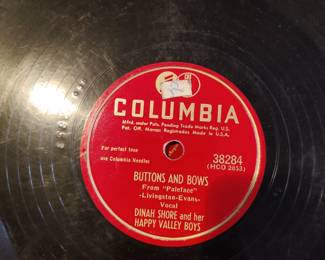 COLUMBIA
Mfrd. under Pats. Pending Trade Marks Reg. U.S.
Pat. Off. Marcas Registradas Made in U.S.A.
For perfect tone
use Columbia Needles
38284
(HCO 2653)
BUTTONS AND BOWS
From "Paleface"
-Livingston-Evans-
Vocal
DINAH SHORE and her
HAPPY VALLEY BOYS